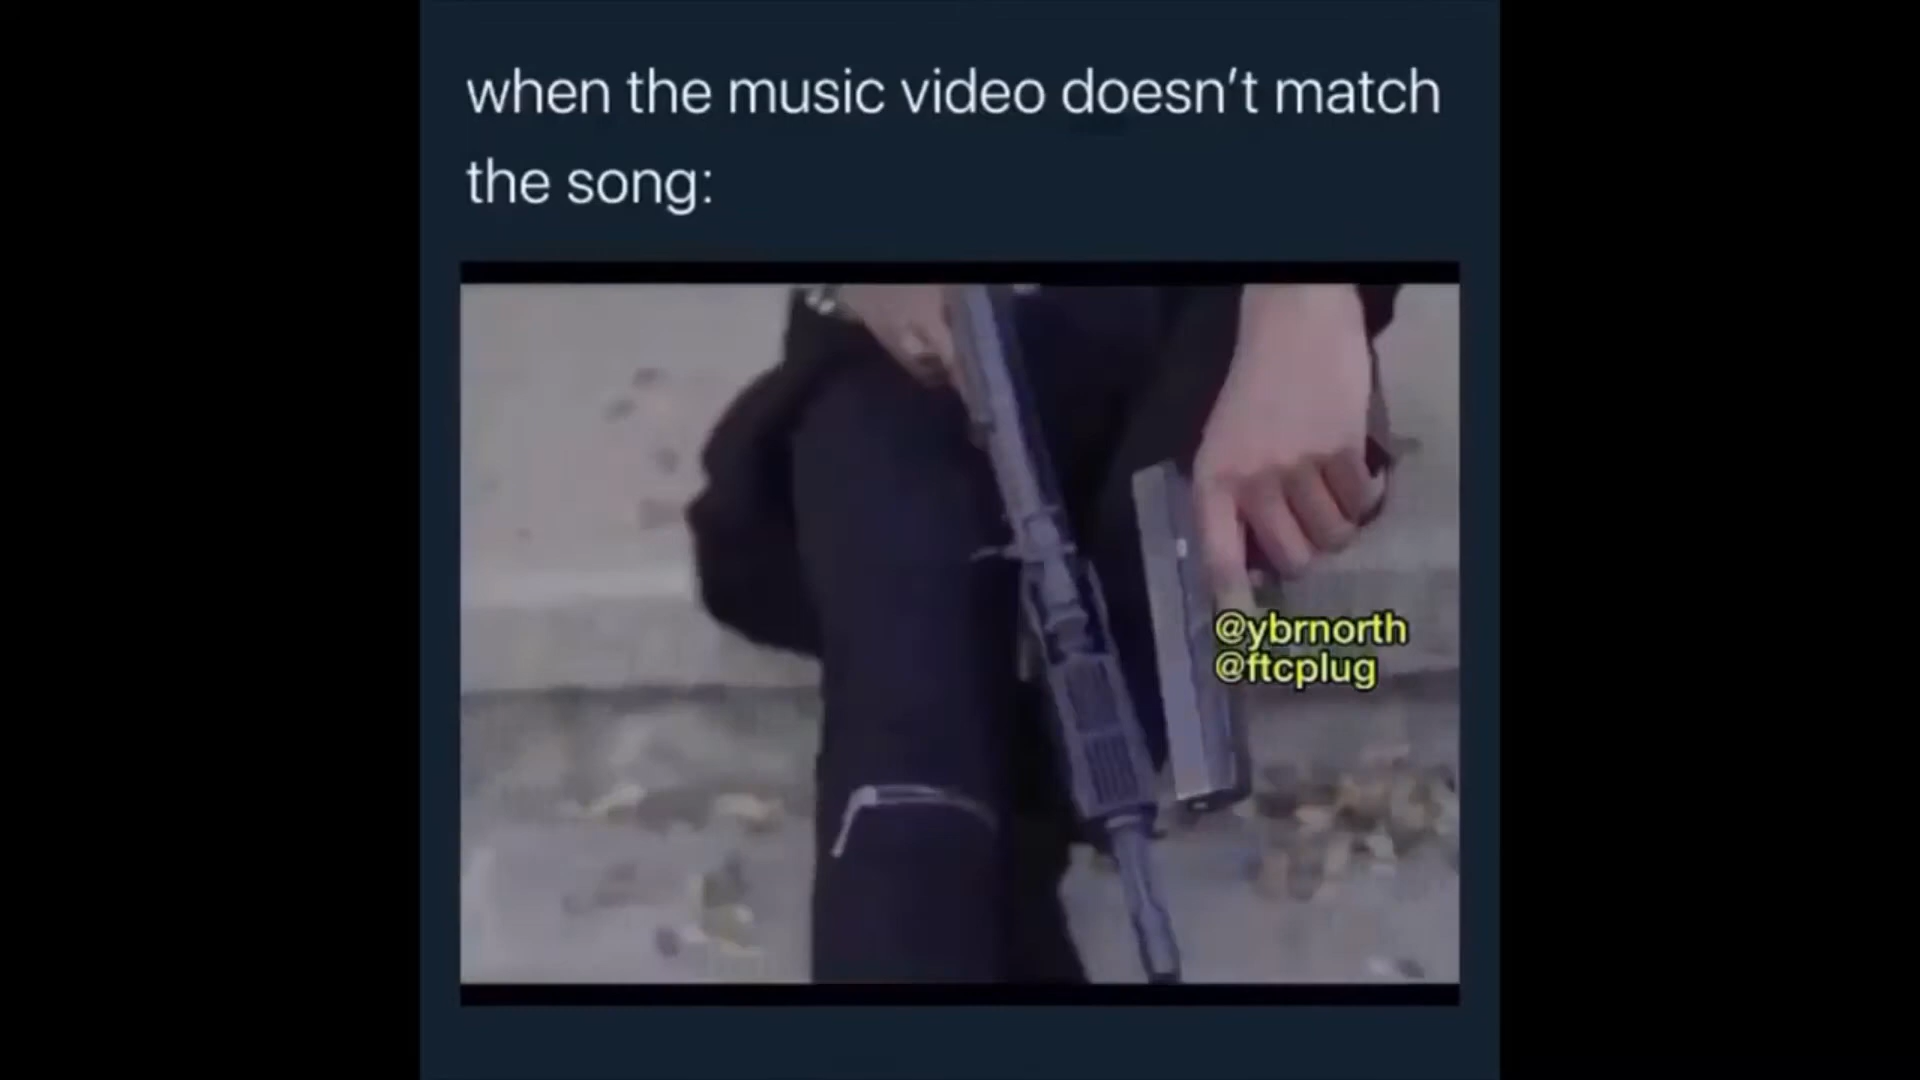 when the music video doesn’t match
the song:
@ybrnorth
@ftcplug